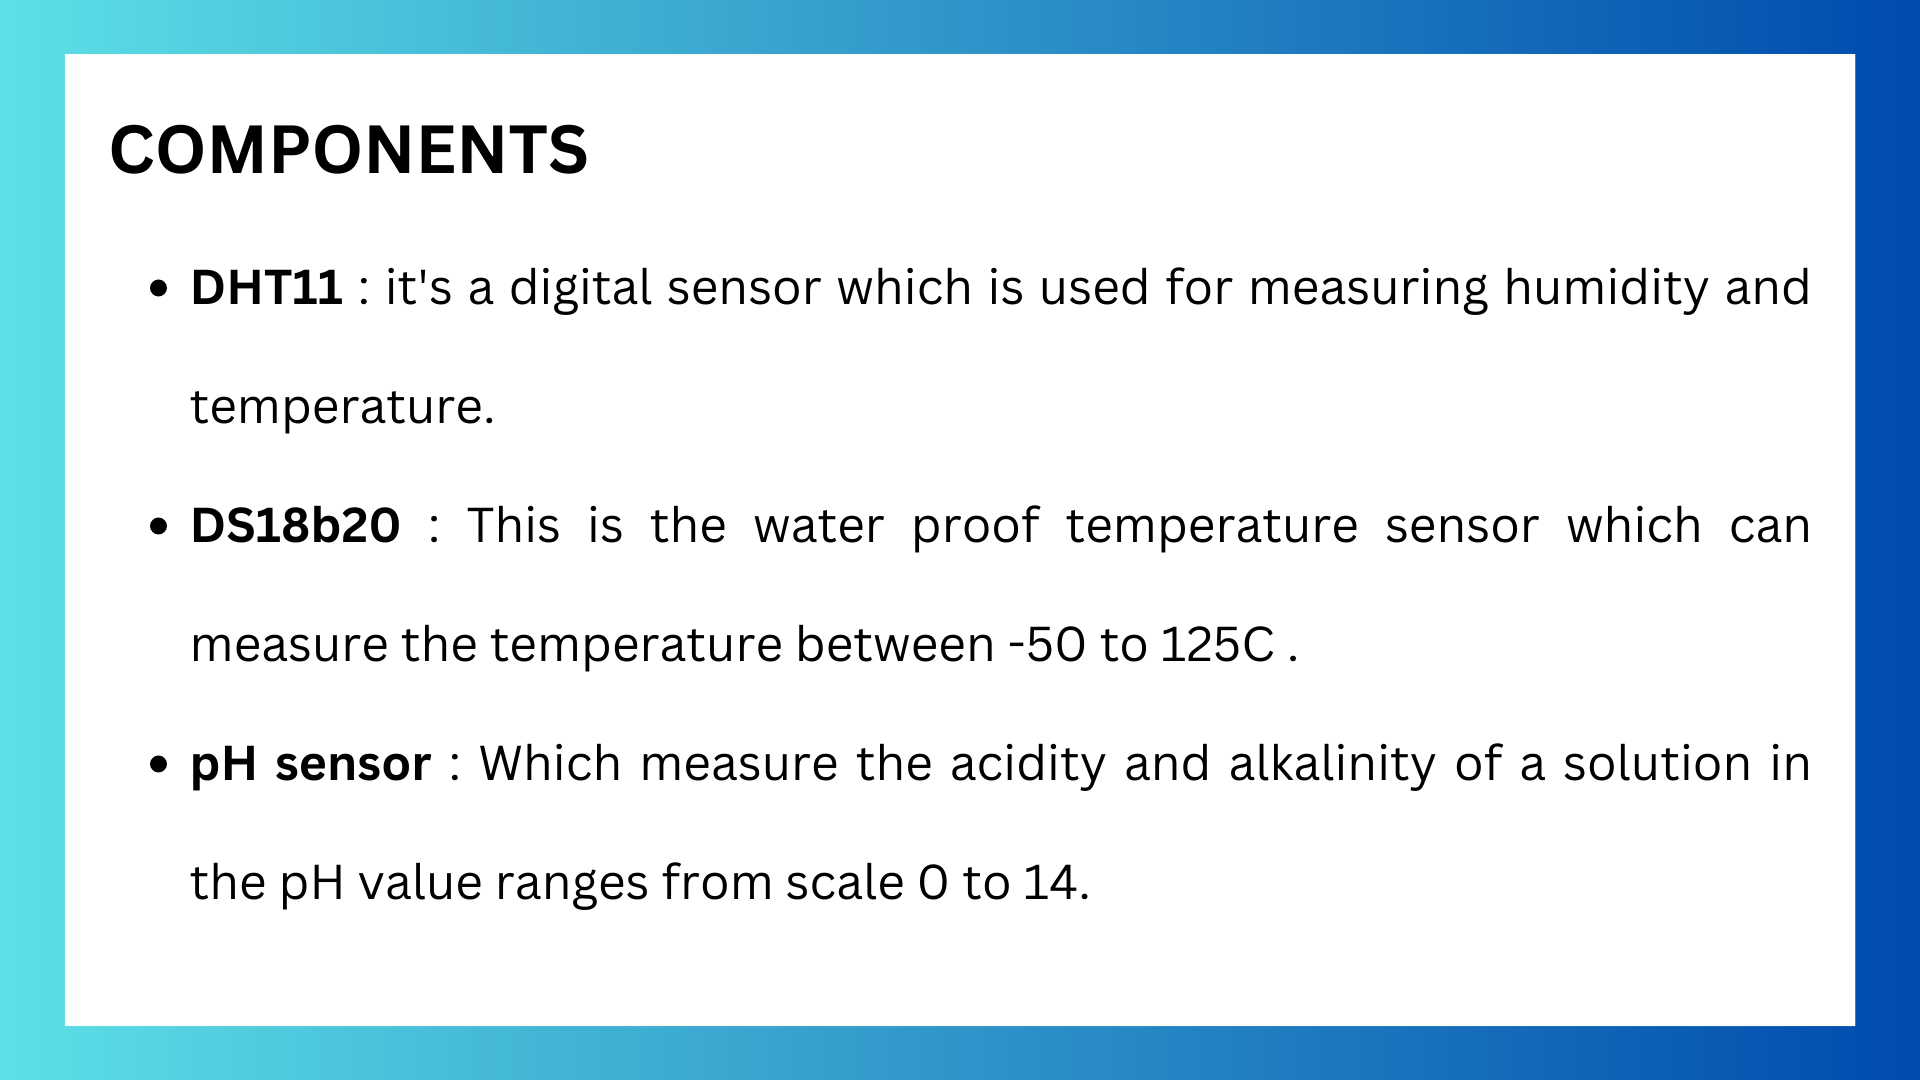 COMPONENTS
• DHT11 : it's a digital sensor which is used for measuring humidity and
temperature.
• DS18b20 : This is the water proof temperature sensor which can
measure the temperature between -50 to 125C .
• pH sensor : Which measure the acidity and alkalinity of a solution in
the pH value ranges from scale 0 to 14.